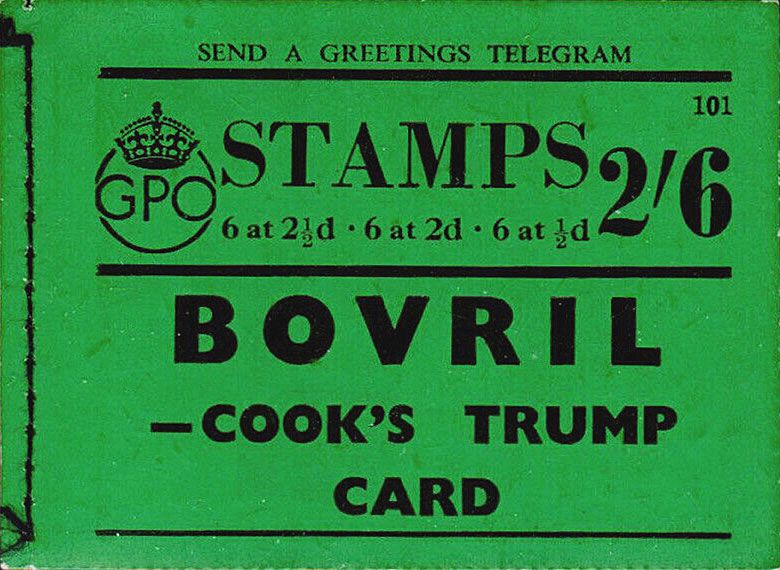 SEND A GREETINGS TELEGRAM
101
GPO
STAMPS 2/6
6 at 2½d · 6 at 2d · 6 at ½d
BOVRIL
—COOK'S TRUMP
CARD